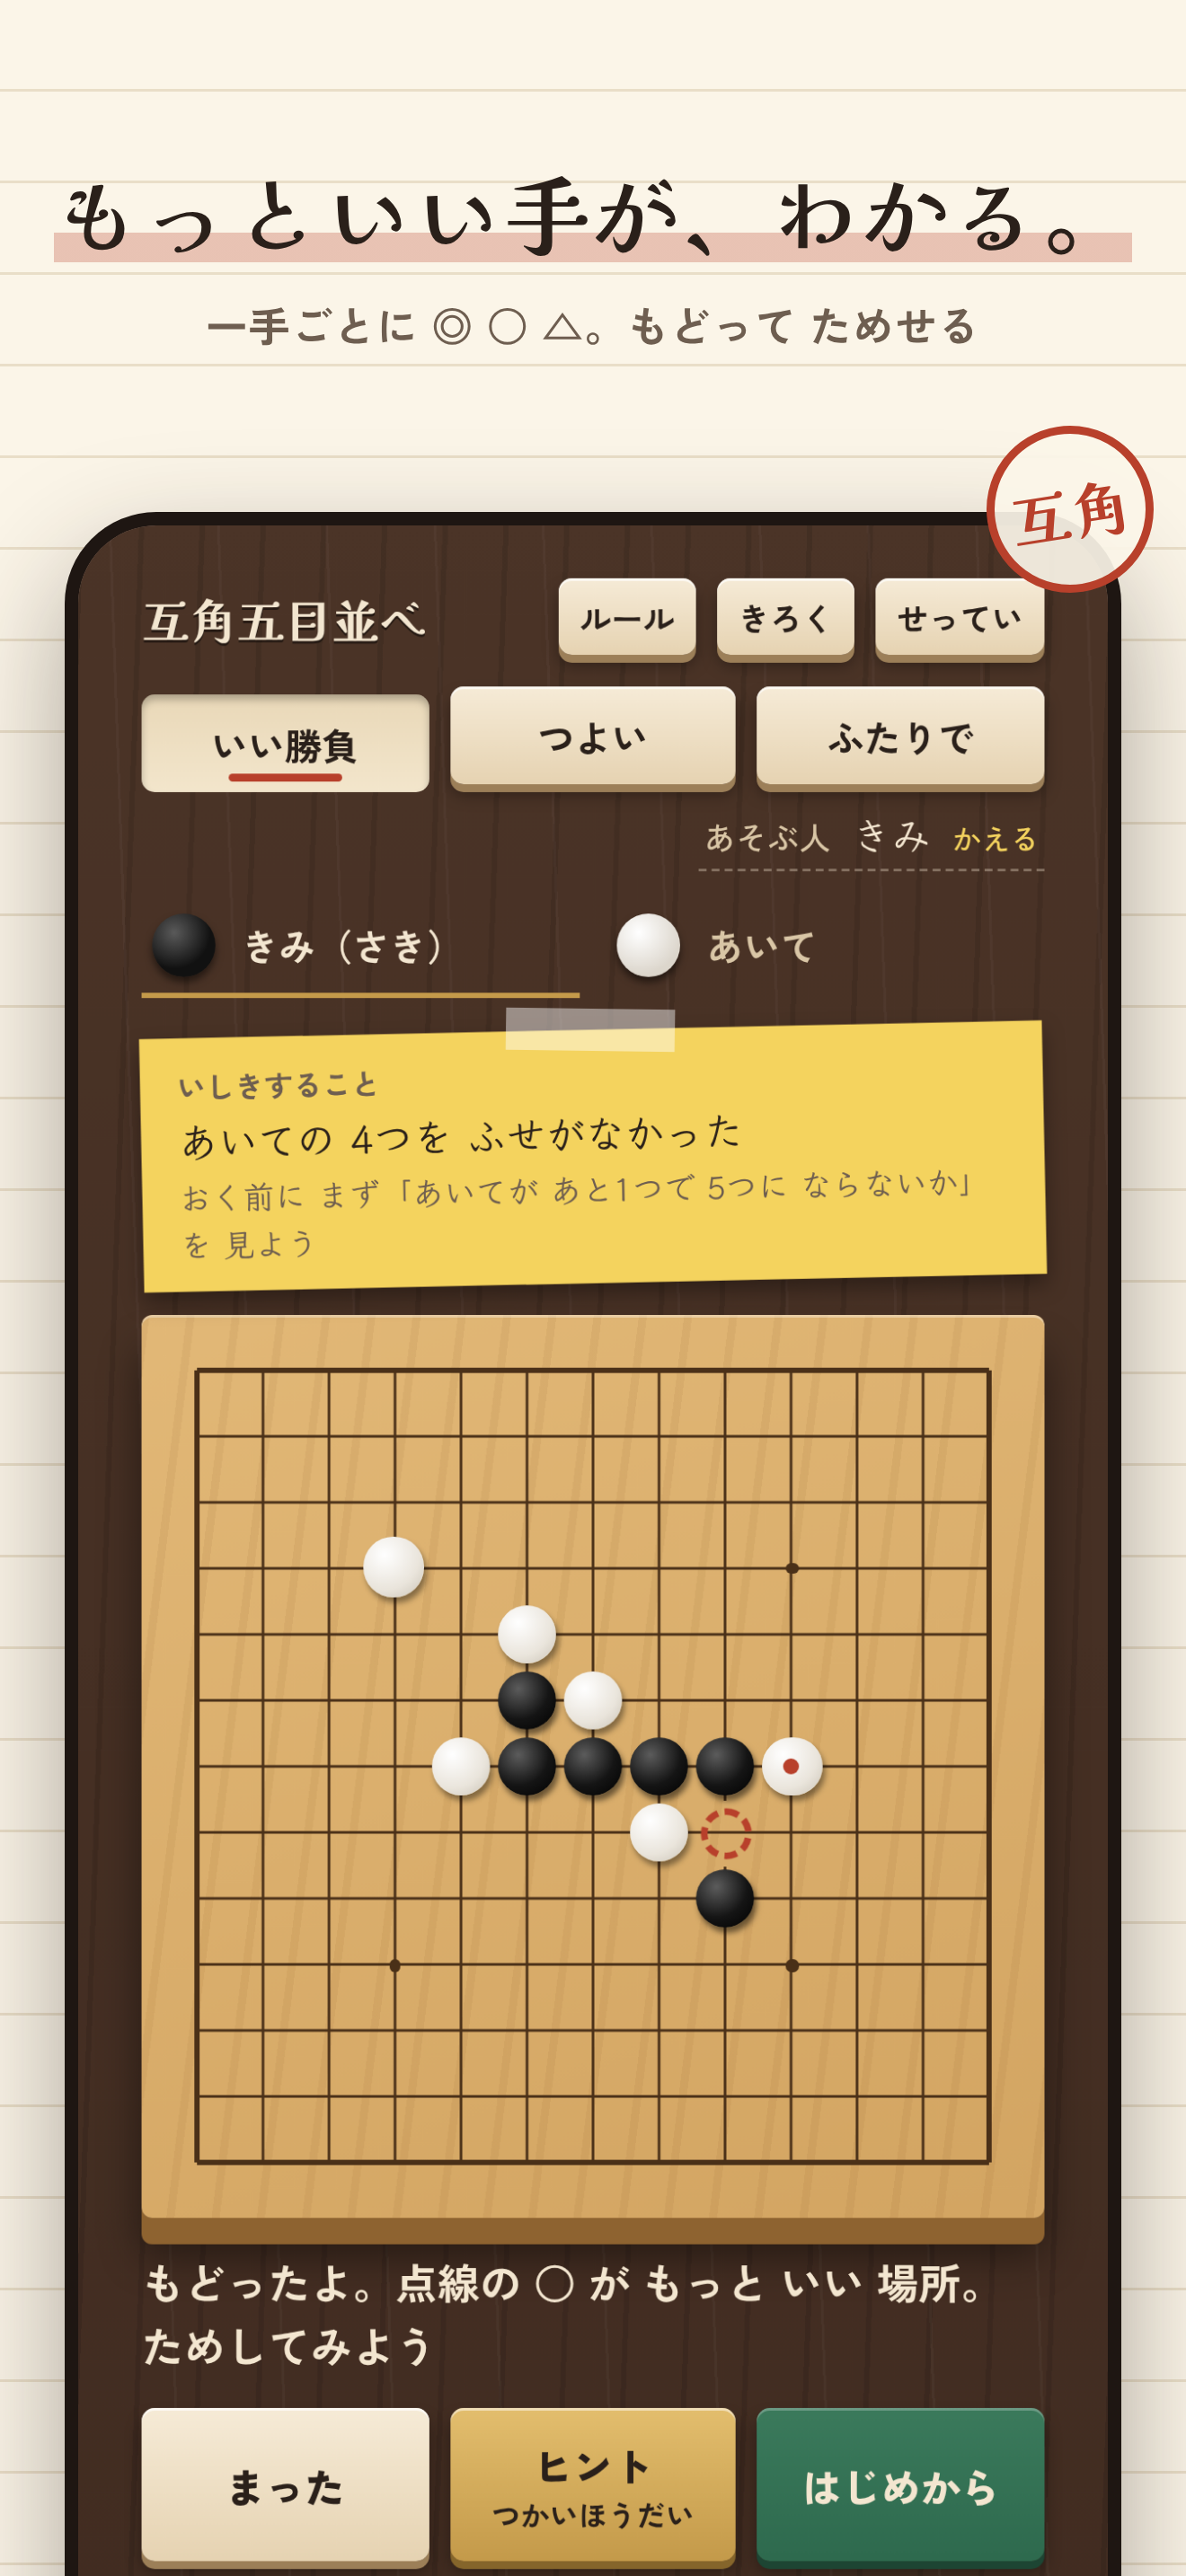 もっといい手が、わかる。
一手ごとに ◎ ○ △。もどって ためせる
互角
互角五目並べ
ルール
きろく
せってい
いい勝負
つよい
ふたりで
あそぶ人 きみ かえる
きみ（さき）
あいて
いしきすること
あいての 4つを ふせがなかった
おく前に まず「あいてが あと1つで 5つに ならないか」
を 見よう
もどったよ。点線の ○ が もっと いい 場所。
ためしてみよう
まった
ヒント
つかいほうだい
はじめから